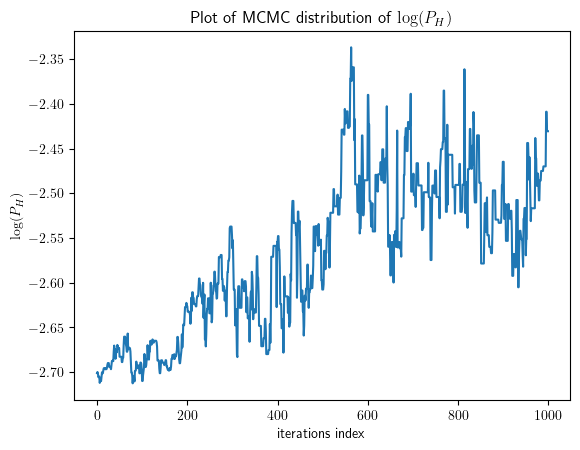 Plot of MCMC distribution of log(P_H)
log(P_H)
−2.35
−2.40
−2.45
−2.50
−2.55
−2.60
−2.65
−2.70
0 200 400 600 800 1000
iterations index